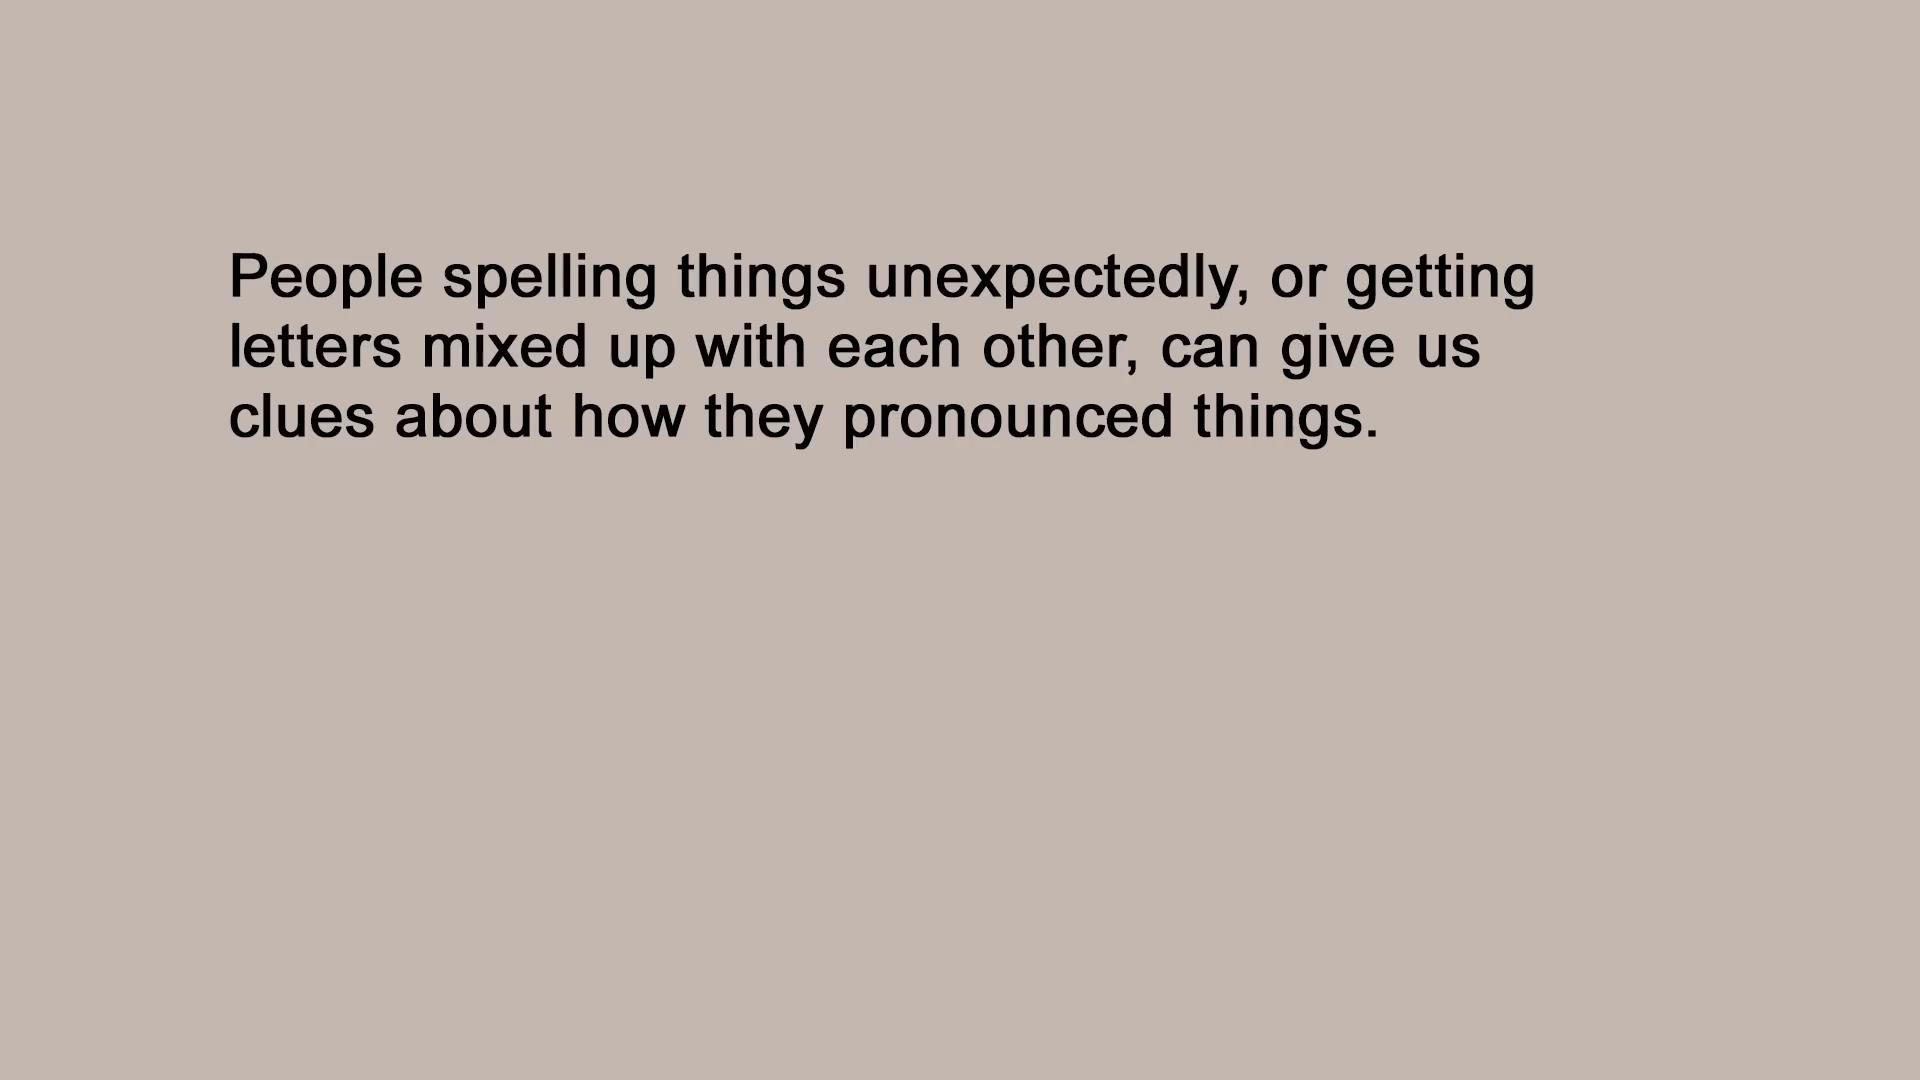 People spelling things unexpectedly, or getting
letters mixed up with each other, can give us
clues about how they pronounced things.